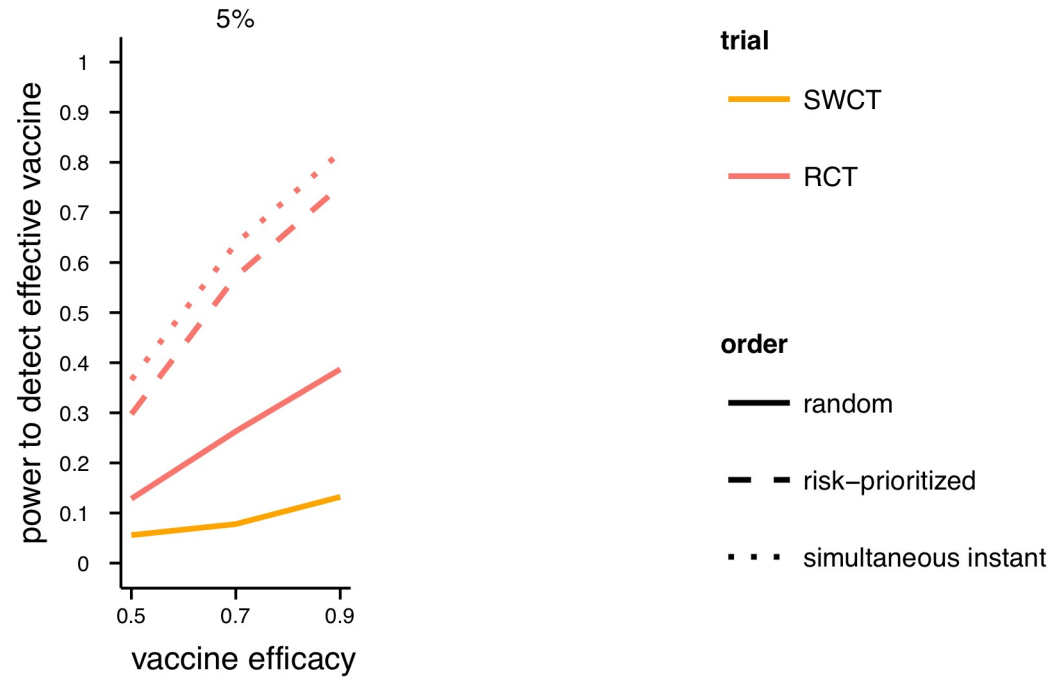 5%
power to detect effective vaccine
1
0.9
0.8
0.7
0.6
0.5
0.4
0.3
0.2
0.1
0
0.5 0.7 0.9
vaccine efficacy
trial
SWCT
RCT
order
random
risk−prioritized
simultaneous instant